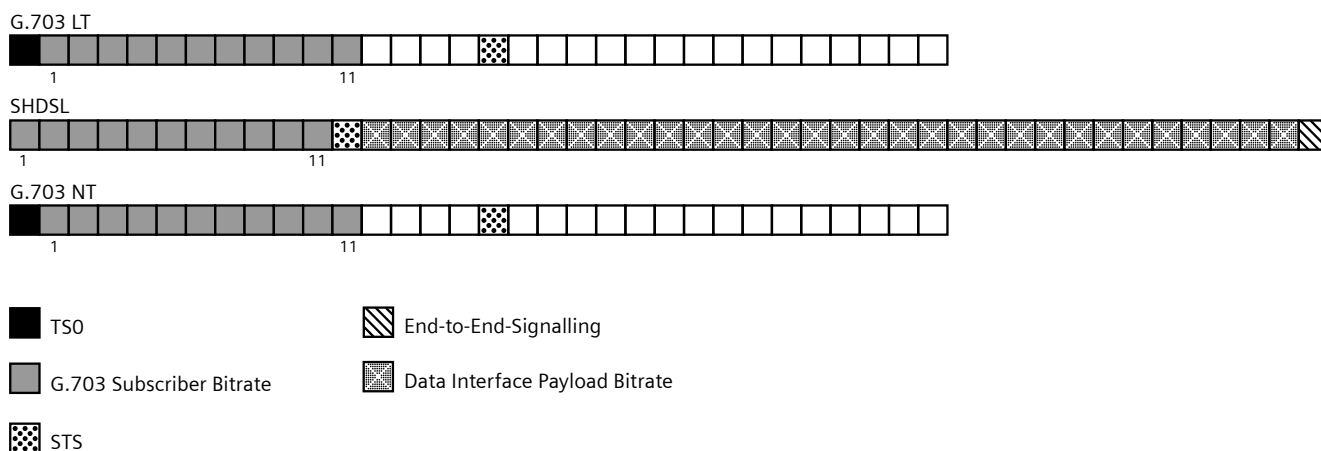 G.703 LT
1 11
SHDSL
1 11
G.703 NT
1 11
TS0
End-to-End-Signalling
G.703 Subscriber Bitrate
Data Interface Payload Bitrate
STS